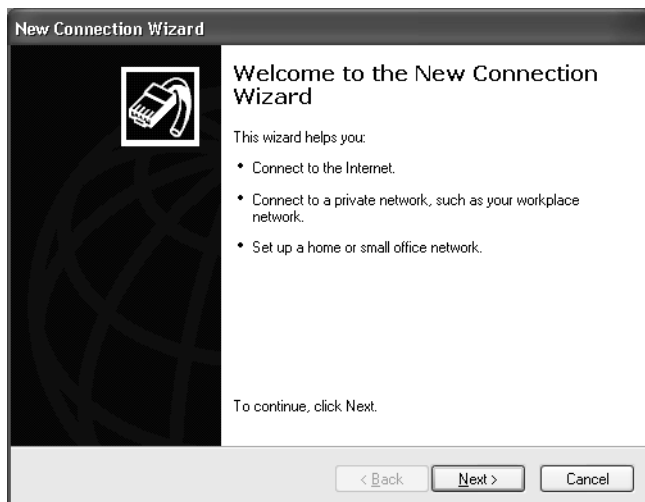 New Connection Wizard
Welcome to the New Connection
Wizard
This wizard helps you:
• Connect to the Internet.
• Connect to a private network, such as your workplace
network.
• Set up a home or small office network.
To continue, click Next.
< Back
Next >
Cancel